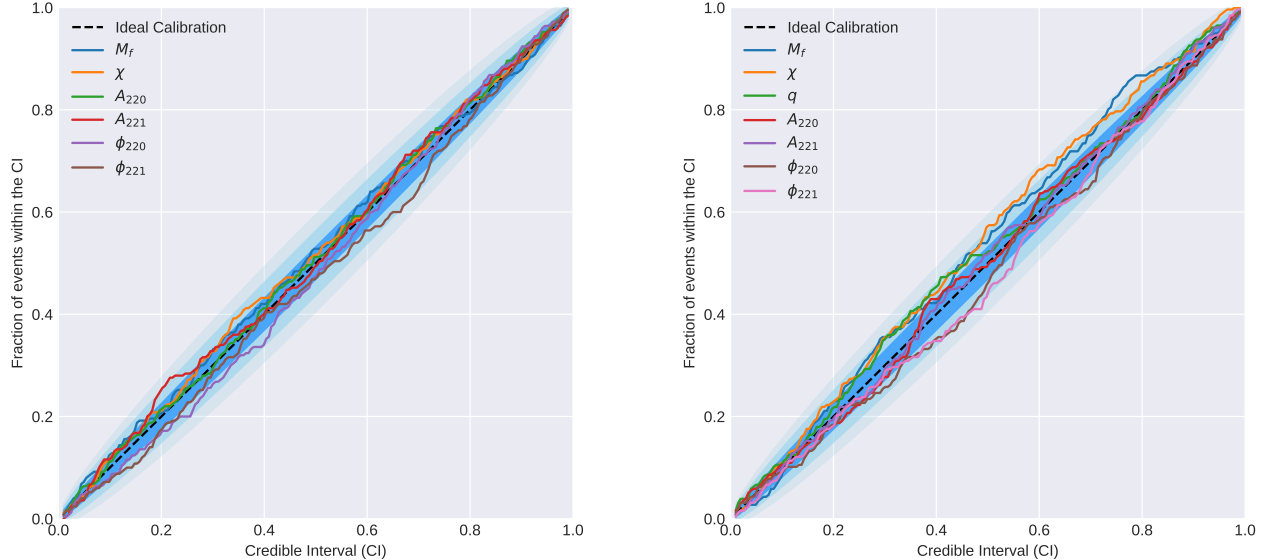 Ideal Calibration
M_f
χ
A_220
A_221
ϕ_220
ϕ_221
1.0
0.8
0.6
0.4
0.2
0.0
0.0 0.2 0.4 0.6 0.8 1.0
Credible Interval (CI)
Fraction of events within the CI
Ideal Calibration
M_f
χ
q
A_220
A_221
ϕ_220
ϕ_221
1.0
0.8
0.6
0.4
0.2
0.0
0.0 0.2 0.4 0.6 0.8 1.0
Credible Interval (CI)
Fraction of events within the CI